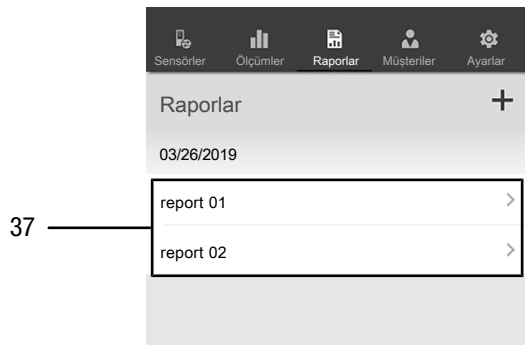 Sensörler Ölçümler Raporlar Müşteriler Ayarlar
Raporlar +
03/26/2019
report 01
37
report 02